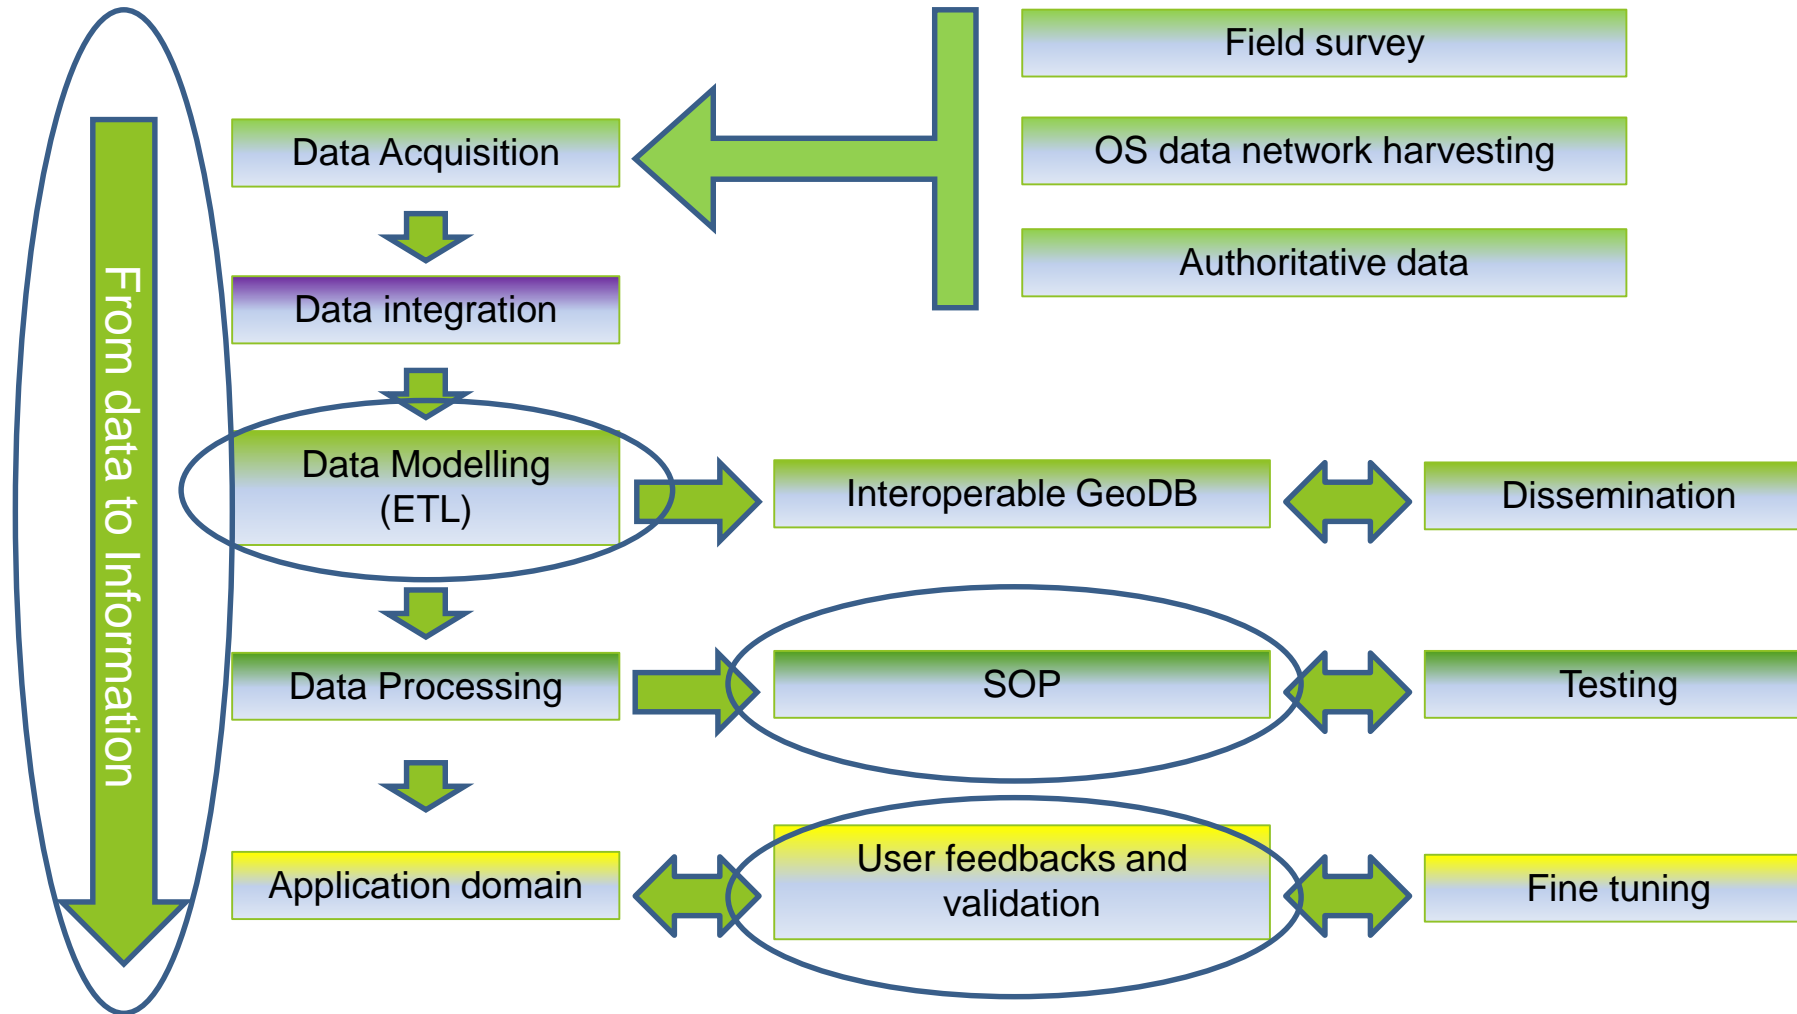 Field survey
Data Acquisition
OS data network harvesting
Authoritative data
Data integration
From data to Information
Data Modelling
(ETL)
Interoperable GeoDB
Dissemination
Data Processing
SOP
Testing
Application domain
User feedbacks and
validation
Fine tuning